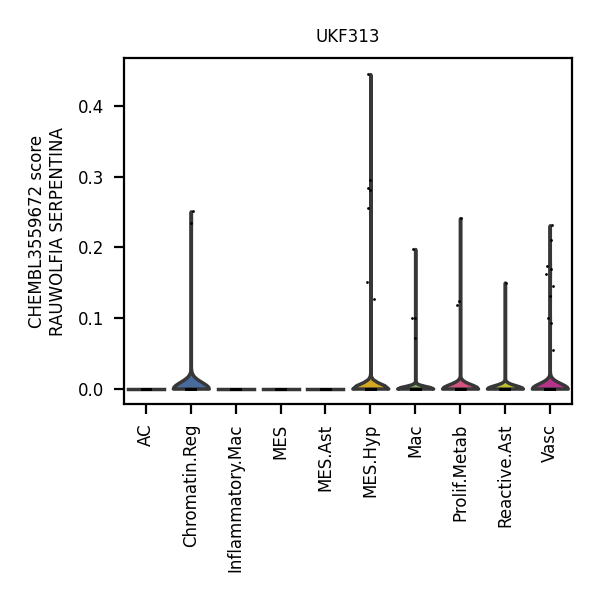 UKF313
CHEMBL3559672 score
RAUWOLFIA SERPENTINA
0.4
0.3
0.2
0.1
0.0
AC
Chromatin.Reg
Inflammatory.Mac
MES
MES.Ast
MES.Hyp
Mac
Prolif.Metab
Reactive.Ast
Vasc